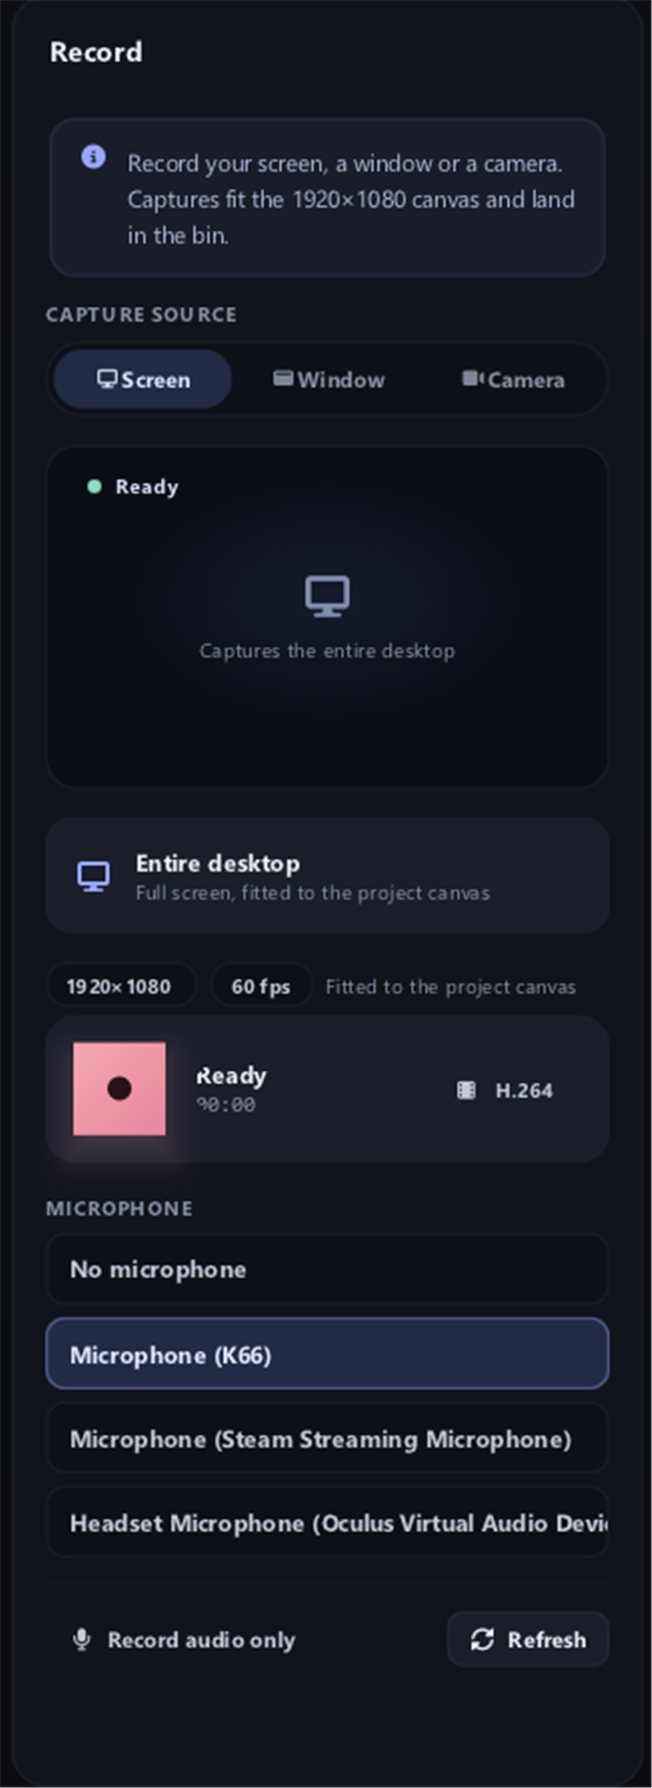 Record
Record your screen, a window or a camera.
Captures fit the 1920×1080 canvas and land
in the bin.
CAPTURE SOURCE
Screen Window Camera
Ready
Captures the entire desktop
Entire desktop
Full screen, fitted to the project canvas
1920×1080 60 fps Fitted to the project canvas
Ready H.264
00:00
MICROPHONE
No microphone
Microphone (K66)
Microphone (Steam Streaming Microphone)
Headset Microphone (Oculus Virtual Audio Devi
Record audio only Refresh